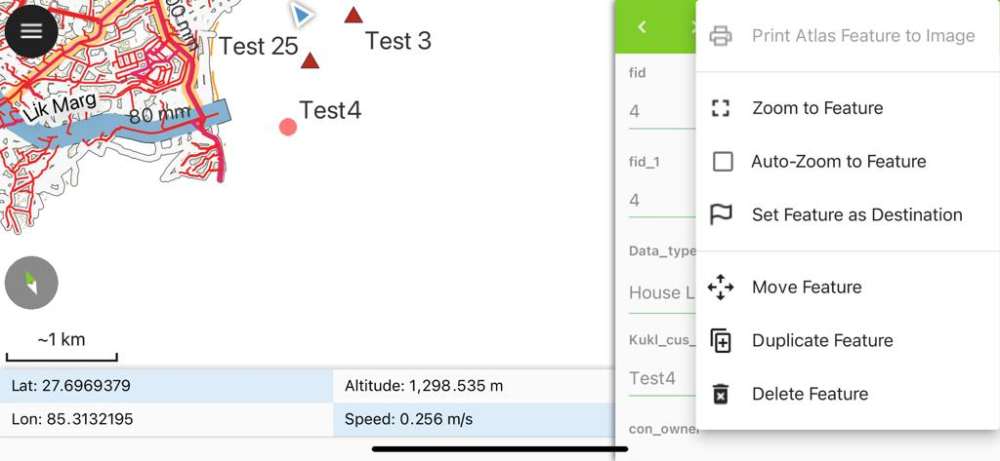 00 mm
Test 25
Test 3
Lik Marg
80 mm
Test4
~1 km
Lat: 27.6969379
Altitude: 1,298.535 m
Lon: 85.3132195
Speed: 0.256 m/s
fid
4
fid_1
4
Data_type
House L
Kukl_cus_
Test4
con_owner
Print Atlas Feature to Image
Zoom to Feature
Auto-Zoom to Feature
Set Feature as Destination
Move Feature
Duplicate Feature
Delete Feature